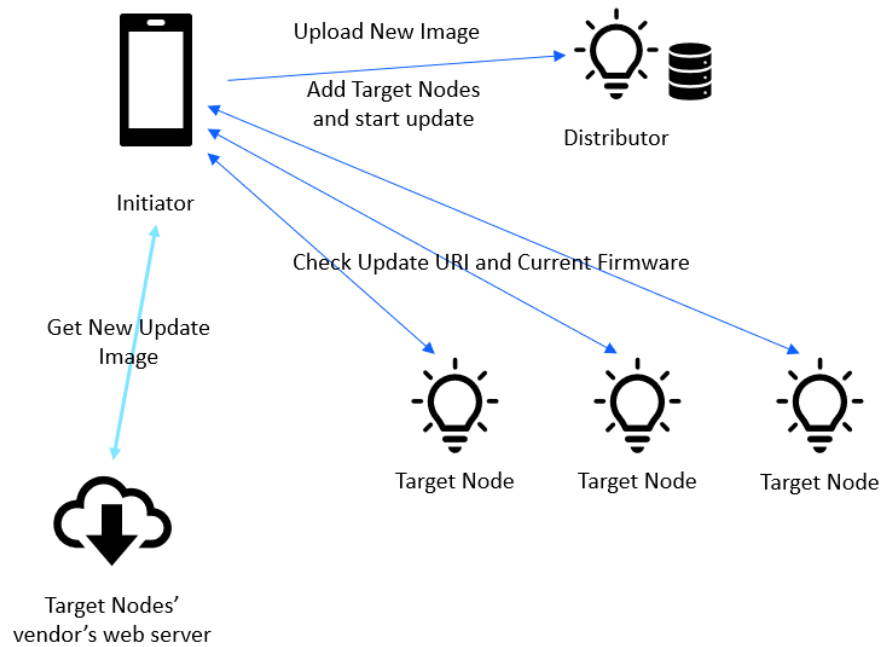 Upload New Image
Add Target Nodes
and start update
Distributor
Initiator
Check Update URI and Current Firmware
Get New Update
Image
Target Node
Target Node
Target Node
Target Nodes’
vendor’s web server